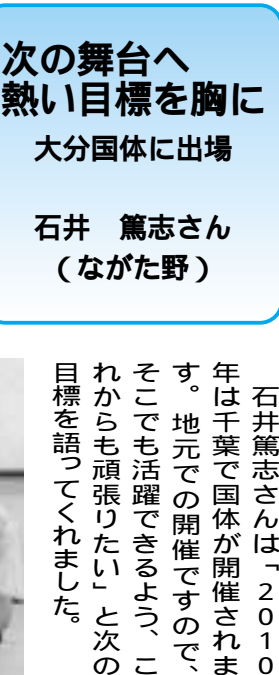 次の舞台へ
熱い目標を胸に
大分国体に出場
石井　篤志さん
（ながた野）
石井篤志さんは「2010
年は千葉で国体が開催されま
す。地元での開催ですので、
そこでも活躍できるよう、こ
れからも頑張りたい」と次の
目標を語ってくれました。